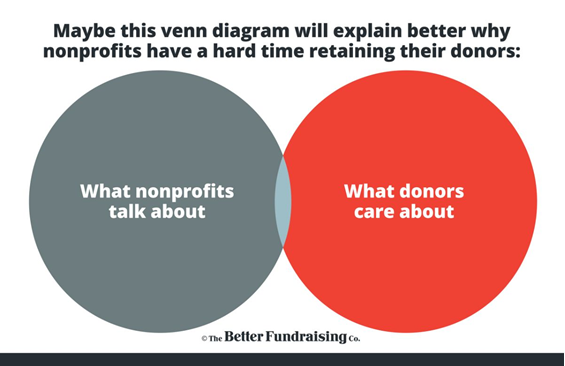 Maybe this venn diagram will explain better why
nonprofits have a hard time retaining their donors:
What nonprofits
talk about
What donors
care about
© The Better Fundraising Co.